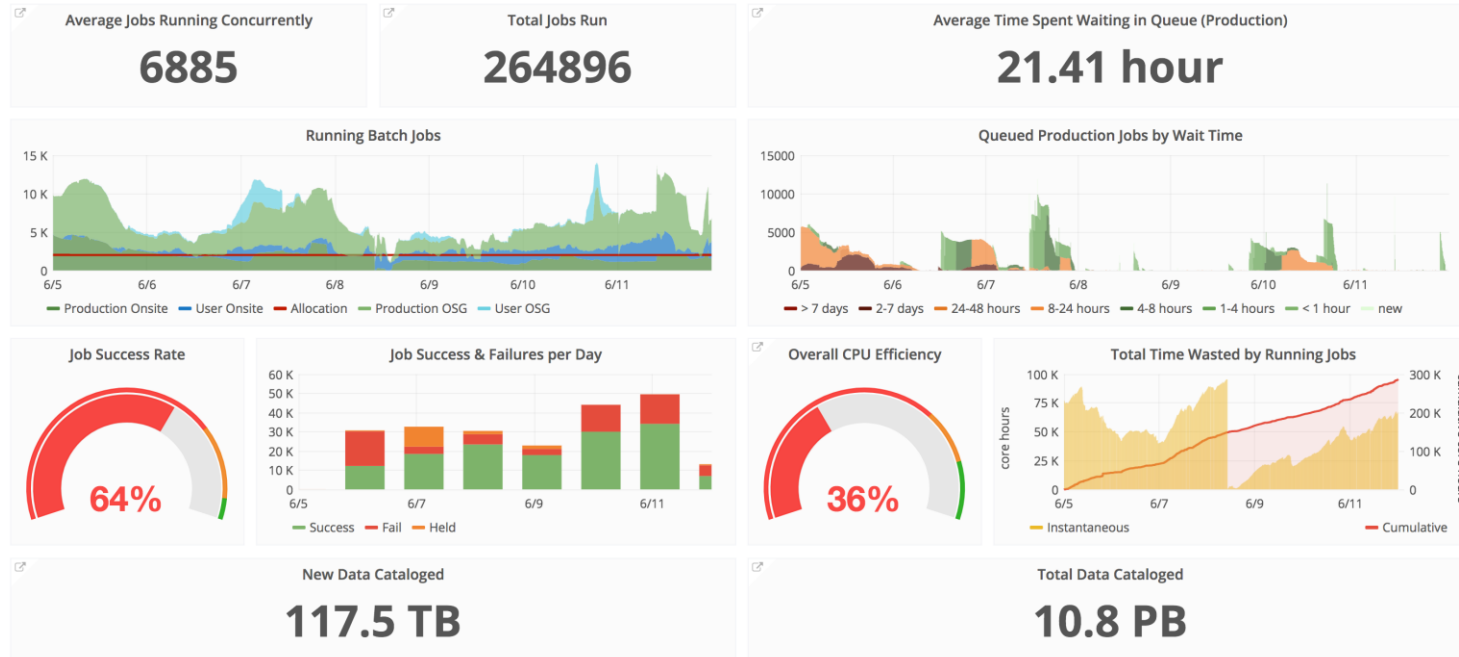 Average Jobs Running Concurrently
6885
Total Jobs Run
264896
Average Time Spent Waiting in Queue (Production)
21.41 hour
Running Batch Jobs
15 K
10 K
5 K
0
6/5 6/6 6/7 6/8 6/9 6/10 6/11
Production Onsite User Onsite Allocation Production OSG User OSG
Queued Production Jobs by Wait Time
15000
10000
5000
0
6/5 6/6 6/7 6/8 6/9 6/10 6/11
> 7 days 2-7 days 24-48 hours 8-24 hours 4-8 hours 1-4 hours < 1 hour new
Job Success Rate
64%
Job Success & Failures per Day
60 K
50 K
40 K
30 K
20 K
10 K
0
6/5 6/7 6/9 6/11
Success Fail Held
Overall CPU Efficiency
36%
Total Time Wasted by Running Jobs
core hours
100 K
75 K
50 K
25 K
0
300 K
200 K
100 K
0
6/5 6/7 6/9 6/11
Instantaneous Cumulative
New Data Cataloged
117.5 TB
Total Data Cataloged
10.8 PB